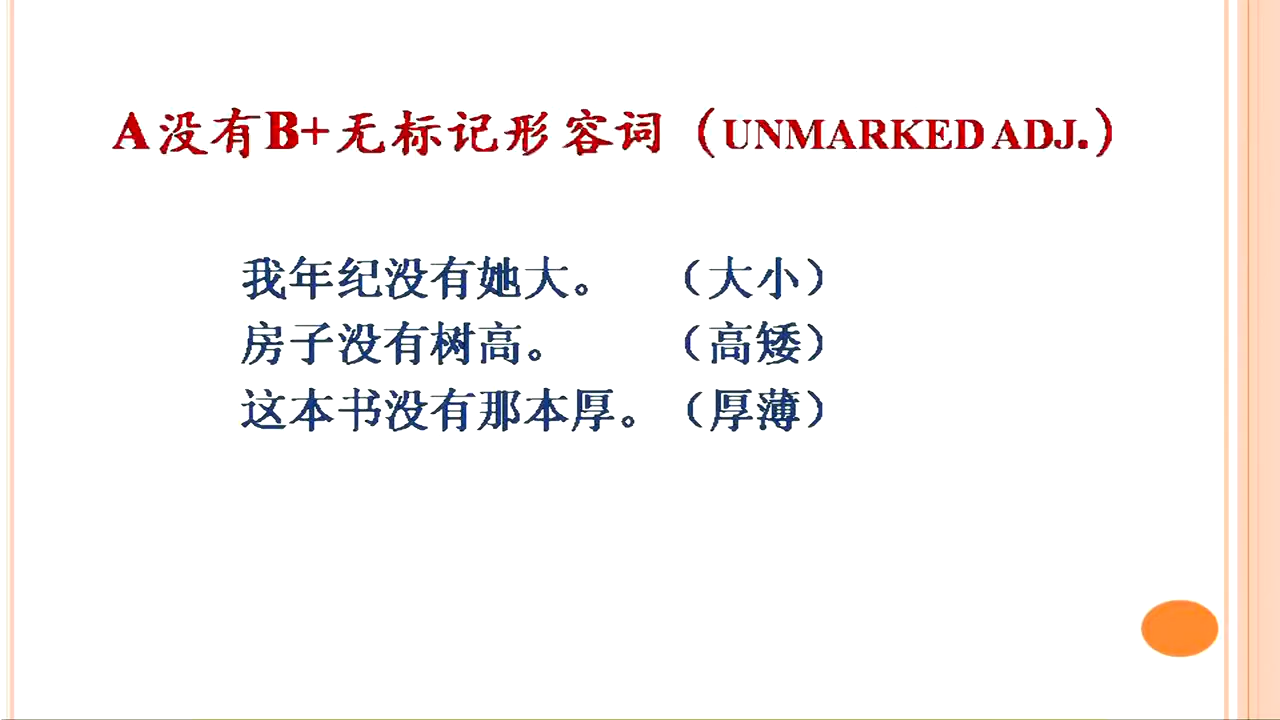 A没有B+无标记形容词（UNMARKED ADJ.）
我年纪没有她大。 （大小）
房子没有树高。 （高矮）
这本书没有那本厚。（厚薄）